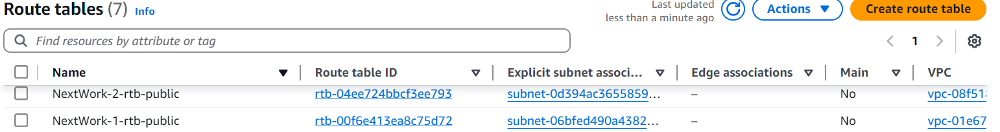 Route tables (7) Info
Last updated
less than a minute ago
Actions
Create route table
Find resources by attribute or tag
1
Name Route table ID Explicit subnet associ... Edge associations Main VPC
NextWork-2-rtb-public rtb-04ee724bbcf3ee793 subnet-0d394ac3655859... – No vpc-08f51
NextWork-1-rtb-public rtb-00f6e413ea8c75d72 subnet-06bfed490a4382... – No vpc-01e67